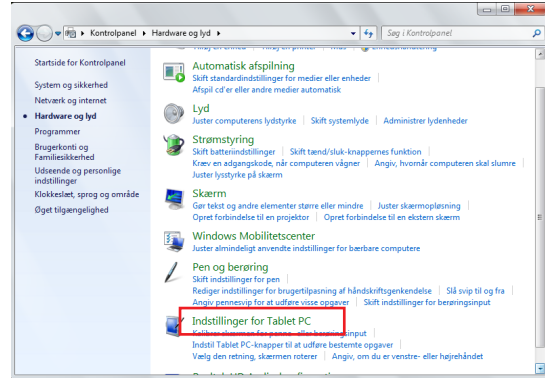 Kontrolpanel ▸ Hardware og lyd ▸
Søg i Kontrolpanel
Startside for Kontrolpanel
System og sikkerhed
Netværk og internet
Hardware og lyd
Programmer
Brugerkonti og
Familiesikkerhed
Udseende og personlige
indstillinger
Klokkeslæt, sprog og område
Øget tilgængelighed
Automatisk afspilning
Skift standardindstillinger for medier eller enheder
Afspil cd'er eller andre medier automatisk
Lyd
Juster computerens lydstyrke | Skift systemlyde | Administrer lydenheder
Strømstyring
Skift batteriindstillinger | Skift tænd/sluk-knappernes funktion
Kræv en adgangskode, når computeren vågner | Angiv, hvornår computeren skal slumre
Juster lysstyrke på skærm
Skærm
Gør tekst og andre elementer større eller mindre | Juster skærmopløsning
Opret forbindelse til en projektor | Opret forbindelse til en ekstern skærm
Windows Mobilitetscenter
Juster almindeligt anvendte indstillinger for bærbare computere
Pen og berøring
Skift indstillinger for pen
Rediger indstillinger for brugertilpasning af håndskriftsgenkendelse | Slå svip til og fra
Angiv pennesvip for at udføre visse opgaver | Skift indstillinger for berøringsinput
Indstillinger for Tablet PC
Kalibrer skærmen for penne- eller berøringsinput
Indstil Tablet PC-knapper til at udføre bestemte opgaver
Vælg den retning, skærmen roterer | Angiv, om du er venstre- eller højrehåndet